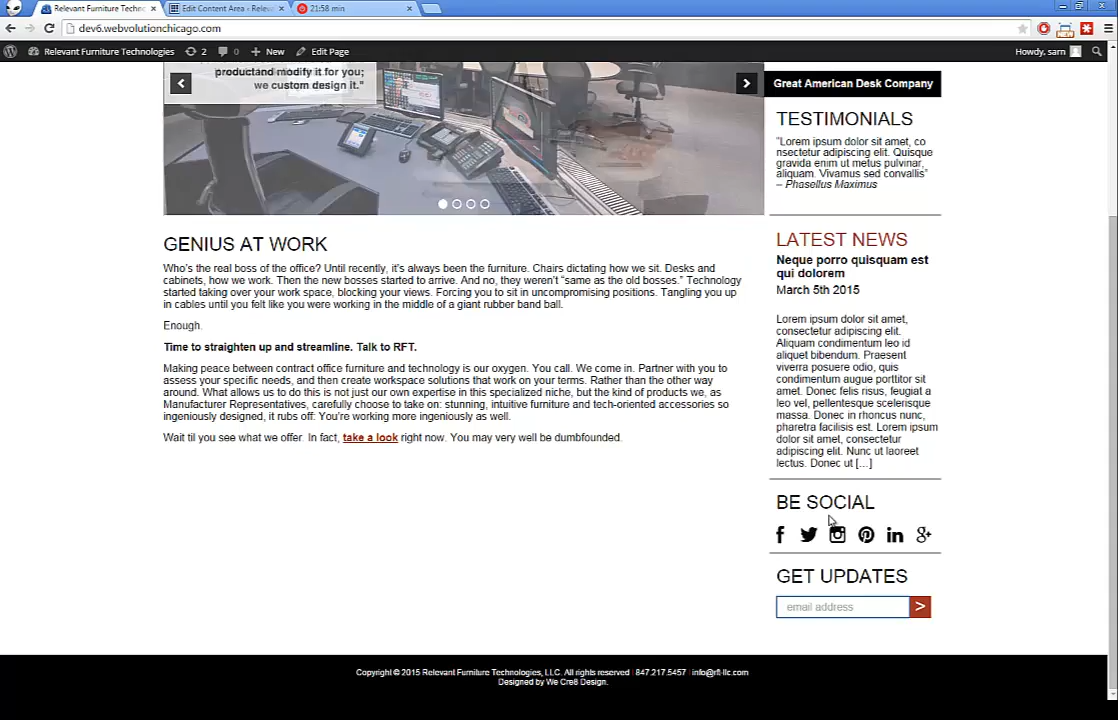 Relevant Furniture Techno
Edit Content Area ‹ Releva
21:58 min
dev6.webvolutionchicago.com
Relevant Furniture Technologies
2
0
+ New
Edit Page
Howdy, sam
productand modify it for you;
we custom design it."
GENIUS AT WORK
Who's the real boss of the office? Until recently, it's always been the furniture. Chairs dictating how we sit. Desks and
cabinets, how we work. Then the new bosses started to arrive. And no, they weren't "same as the old bosses." Technology
started taking over your work space, blocking your views. Forcing you to sit in uncompromising positions. Tangling you up
in cables until you felt like you were working in the middle of a giant rubber band ball.
Enough.
Time to straighten up and streamline. Talk to RFT.
Making peace between contract office furniture and technology is our oxygen. You call. We come in. Partner with you to
assess your specific needs, and then create workspace solutions that work on your terms. Rather than the other way
around. What allows us to do this is not just our own expertise in this specialized niche, but the kind of products we, as
Manufacturer Representatives, carefully choose to take on: stunning, intuitive furniture and tech-oriented accessories so
ingeniously designed, it rubs off: You're working more ingeniously as well.
Wait til you see what we offer. In fact, take a look right now. You may very well be dumbfounded.
Great American Desk Company
TESTIMONIALS
"Lorem ipsum dolor sit amet, co
nsectetur adipiscing elit. Quisque
gravida enim ut metus pulvinar,
aliquam. Vivamus sed convallis"
– Phasellus Maximus
LATEST NEWS
Neque porro quisquam est
qui dolorem
March 5th 2015
Lorem ipsum dolor sit amet,
consectetur adipiscing elit.
Aliquam condimentum leo id
aliquet bibendum. Praesent
viverra posuere odio, quis
condimentum augue porttitor sit
amet. Donec felis risus, feugiat a
leo vel, pellentesque scelerisque
massa. Donec in rhoncus nunc,
pharetra facilisis est. Lorem ipsum
dolor sit amet, consectetur
adipiscing elit. Nunc ut laoreet
lectus. Donec ut [...]
BE SOCIAL
GET UPDATES
email address
>
Copyright © 2015 Relevant Furniture Technologies, LLC. All rights reserved | 847.217.5457 | info@rft-llc.com
Designed by We Cre8 Design.